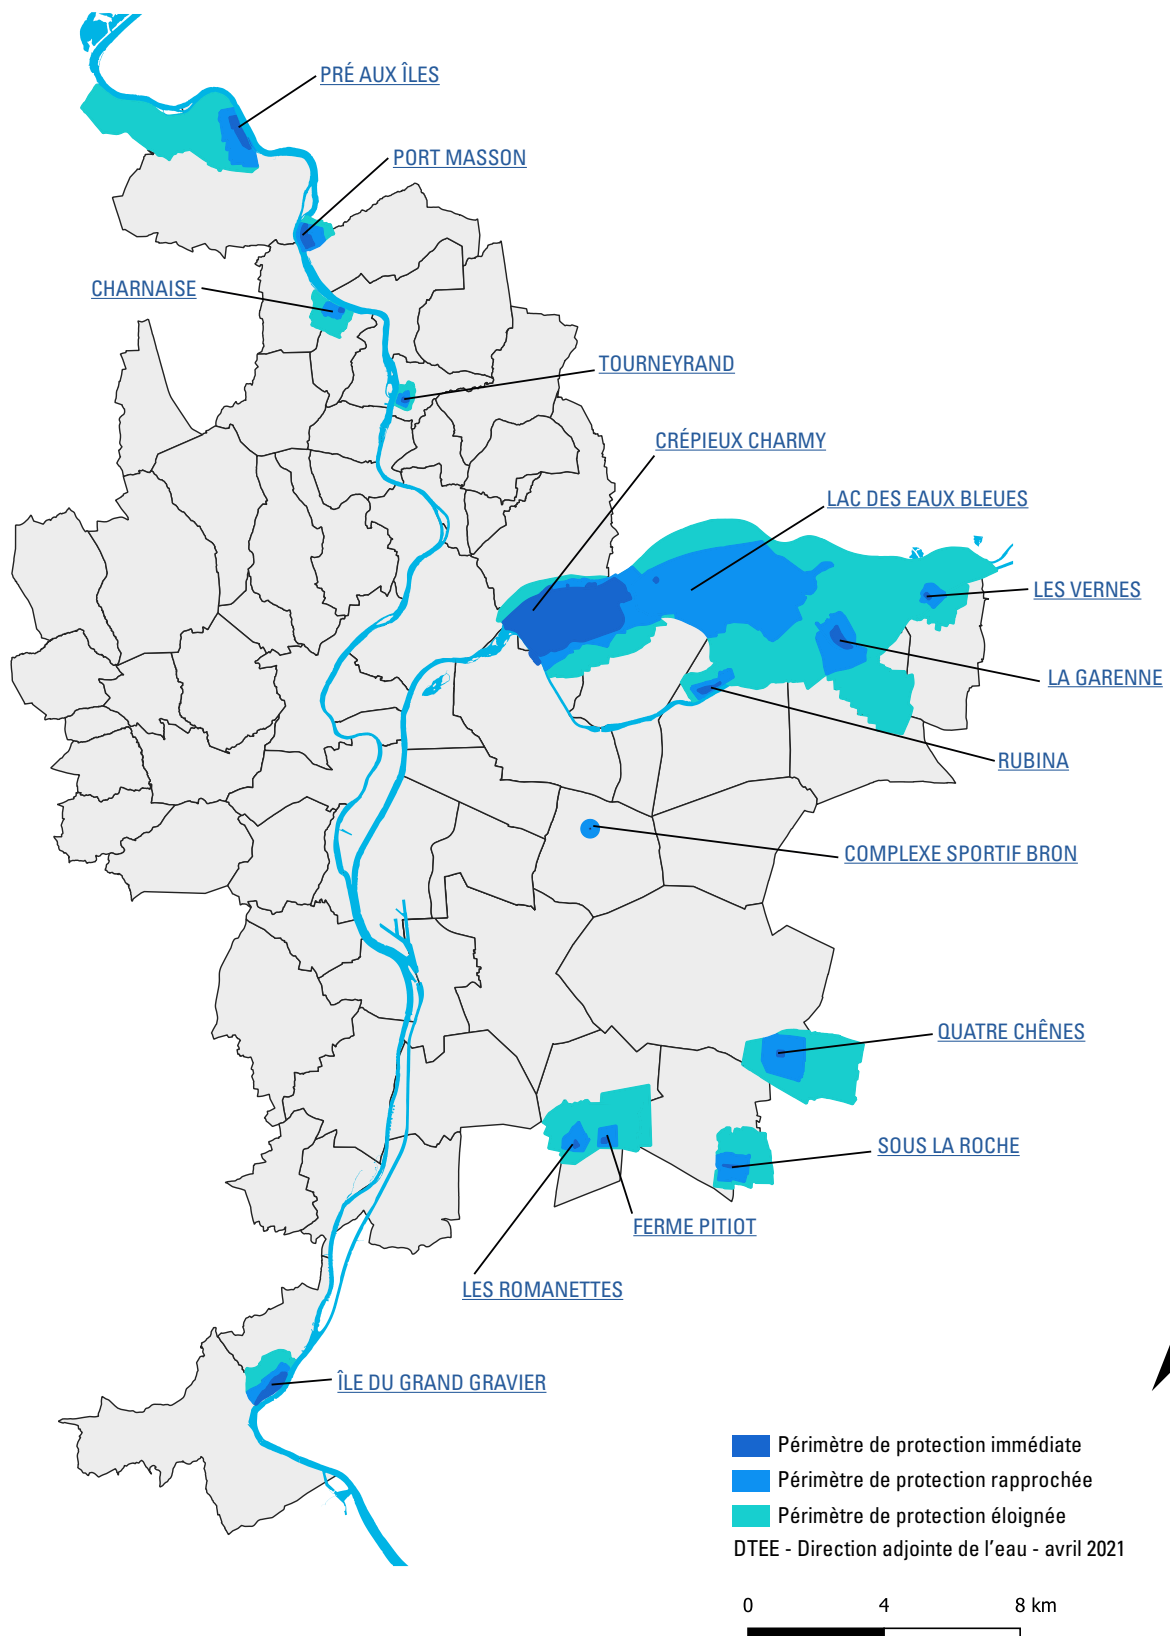 PRÉ AUX ÎLES
PORT MASSON
CHARNAISE
TOURNEYRAND
CRÉPIEUX CHARMY
LAC DES EAUX BLEUES
LES VERNES
LA GARENNE
RUBINA
COMPLEXE SPORTIF BRON
QUATRE CHÊNES
SOUS LA ROCHE
FERME PITIOT
LES ROMANETTES
ÎLE DU GRAND GRAVIER
Périmètre de protection immédiate
Périmètre de protection rapprochée
Périmètre de protection éloignée
DTEE - Direction adjointe de l'eau - avril 2021
0 4 8 km